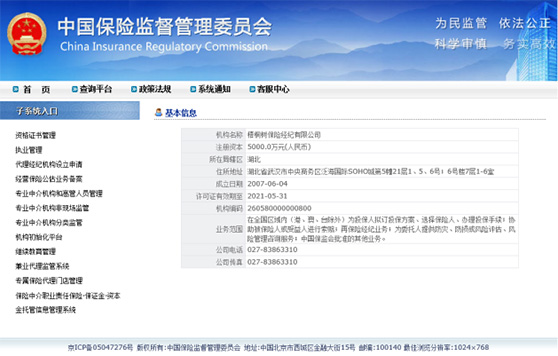 中国保险监督管理委员会
China Insurance Regulatory Commission
为民监管 依法公正
科学审慎 务实高效
首 页 查询平台 政策法规 系统通知 客服中心
子系统入口
基本信息
资格证书管理
执业管理
代理经纪机构设立申请
经营保险公估业务备案
专业中介机构和高管人员管理
专业中介机构非现场监管
专业中介机构分类监管
机构初始化平台
继续教育管理
兼业代理监管系统
专属保险代理门店管理
保险中介职业责任保险-保证金-资本
金托管信息管理系统
机构名称 梧桐树保险经纪有限公司
注册资本 5000.0万元(人民币)
所在属辖区 湖北
住所地址 湖北省武汉市中央商务区泛海国际SOHO城第5幢21层1、5、6号；6号楼7层1-6室
成立日期 2007-06-04
许可证有效期至 2021-05-31
机构编码 260580000000800
业务范围 在全国区域内（港、澳、台除外）为投保人拟订投保方案、选择保险人、办理投保手续；协
助被保险人或受益人进行索赔；再保险经纪业务；为委托人提供防灾、防损或风险评估、风
险管理咨询服务；中国保监会批准的其他业务。
公司电话 027-83863310
公司传真 027-83863310
京ICP备05047276号 版权所有:中国保险监督管理委员会 地址:中国北京市西城区金融大街15号 邮编:100140 最佳浏览分辨率:1024×768